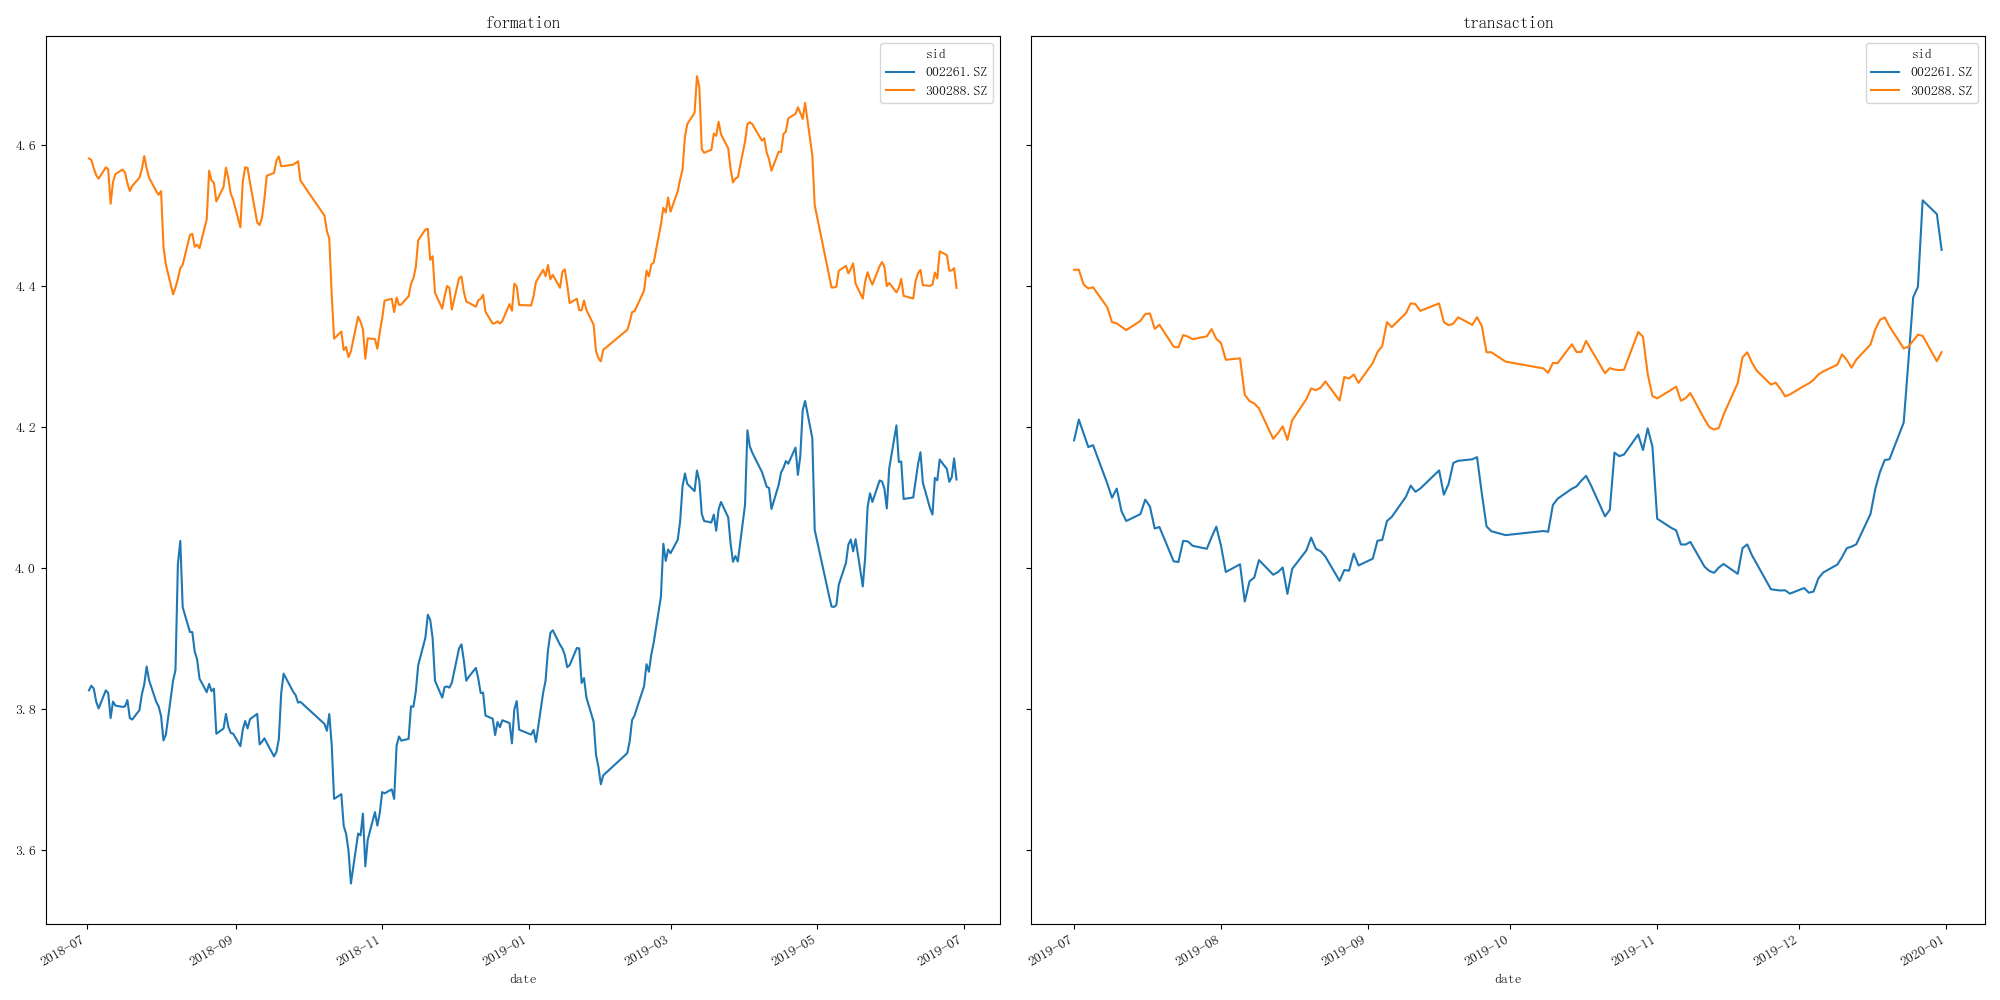 formation
sid
002261.SZ
300288.SZ
4.6
4.4
4.2
4.0
3.8
3.6
2018-07
2018-09
2018-11
2019-01
2019-03
2019-05
2019-07
date
transaction
sid
002261.SZ
300288.SZ
2019-07
2019-08
2019-09
2019-10
2019-11
2019-12
2020-01
date